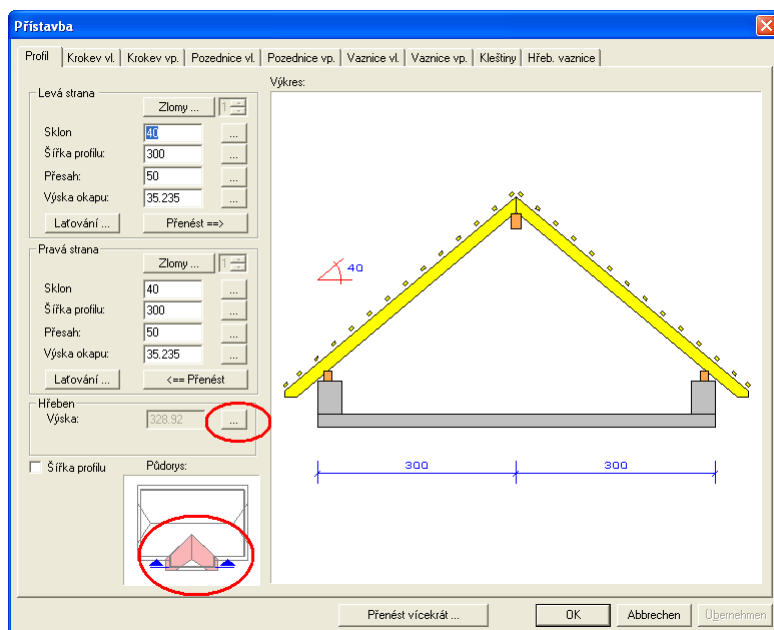 Přístavba
Profil Krokev vl. Krokev vp. Pozednice vl. Pozednice vp. Vaznice vl. Vaznice vp. Kleštiny Hřeb. vaznice
Levá strana
Zlomy ... 1
Sklon 40 ...
Šířka profilu: 300 ...
Přesah: 50 ...
Výska okapu: 35.235 ...
Laťování ... Přenést ==>
Pravá strana
Zlomy ... 1
Sklon 40 ...
Šířka profilu: 300 ...
Přesah: 50 ...
Výska okapu: 35.235 ...
Laťování ... <== Přenést
Hřeben
Výska: 328.92 ...
Šířka profilu Půdorys:
Výkres:
40
300 300
Přenést vícekrát ... OK Abbrechen Übernehmen